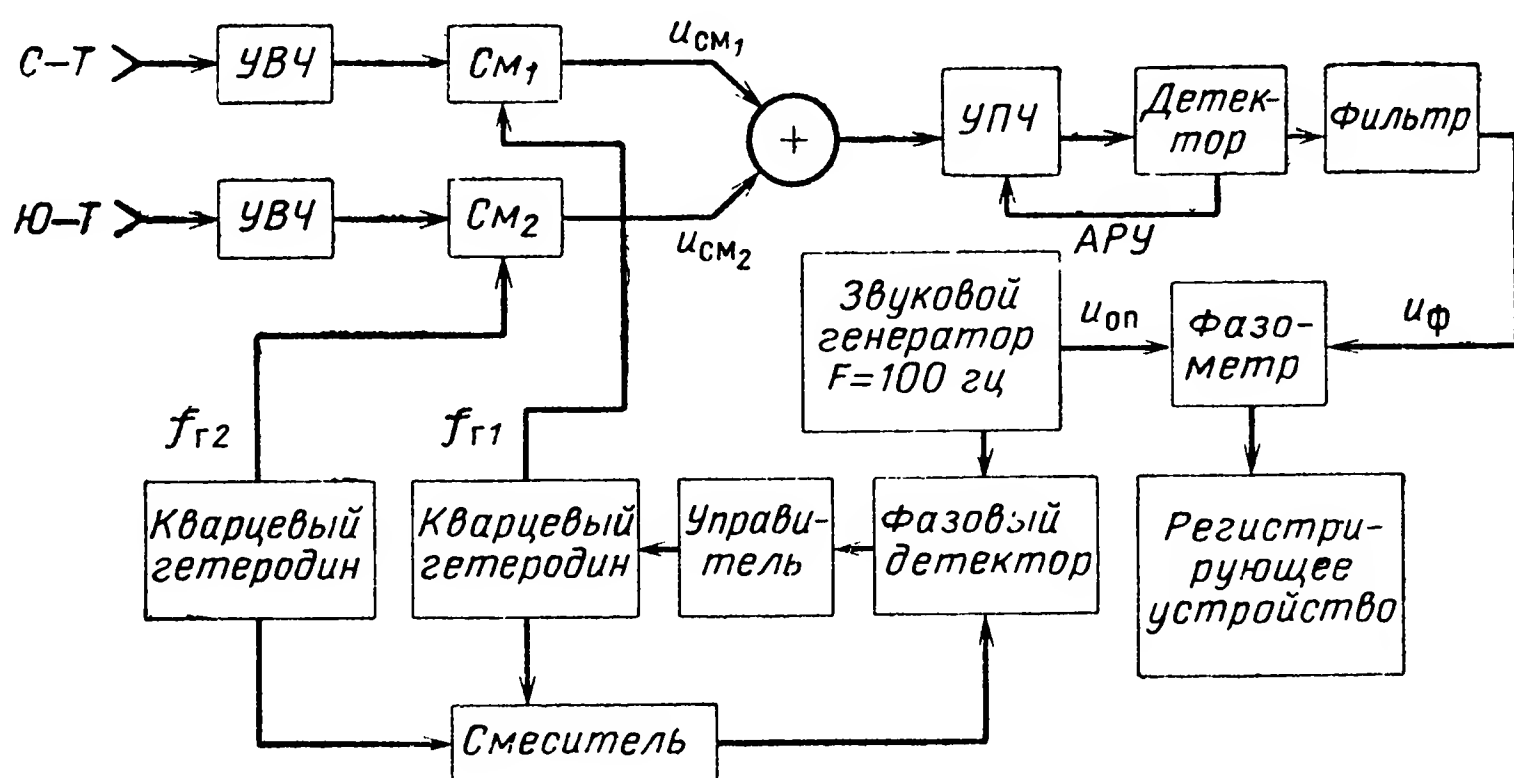 С–Т
УВЧ
См₁
uсм₁
УПЧ
Детек-
тор
Фильтр
Ю–Т
УВЧ
См₂
uсм₂
+
АРУ
Звуковой
генератор
F=100 гц
uоп
Фазо-
метр
uф
fг2
fг1
Кварцевый
гетеродин
Кварцевый
гетеродин
Управи-
тель
Фазовый
детектор
Регистри-
рующее
устройство
Смеситель